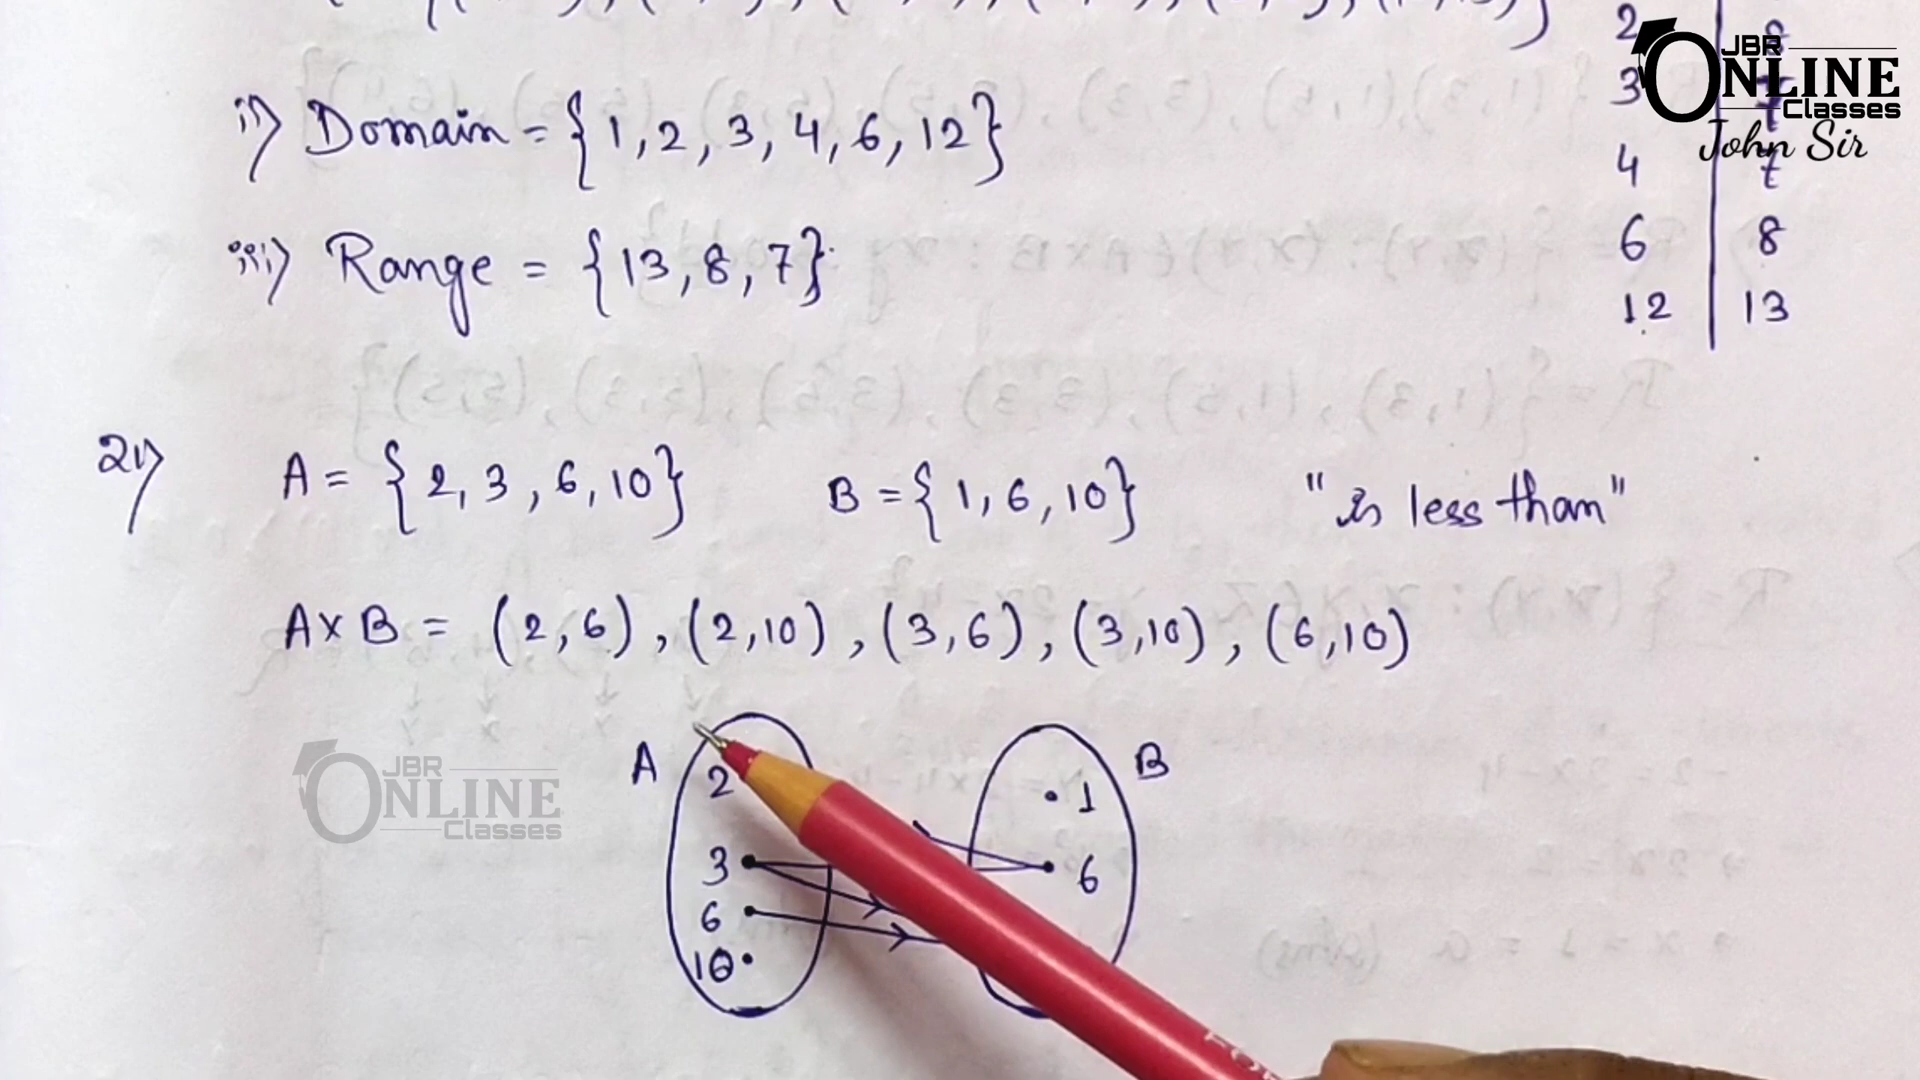 2
3
4
6 | 8
12 | 13
JBR
ONLINE
Classes
John Sir
ii) Domain = {1, 2, 3, 4, 6, 12}
iii) Range = {13, 8, 7}
21) A = {2, 3, 6, 10} B = {1, 6, 10} "is less than"
A x B = (2, 6), (2, 10), (3, 6), (3, 10), (6, 10)
A
2
3
6
10
B
1
6
JBR
ONLINE
Classes